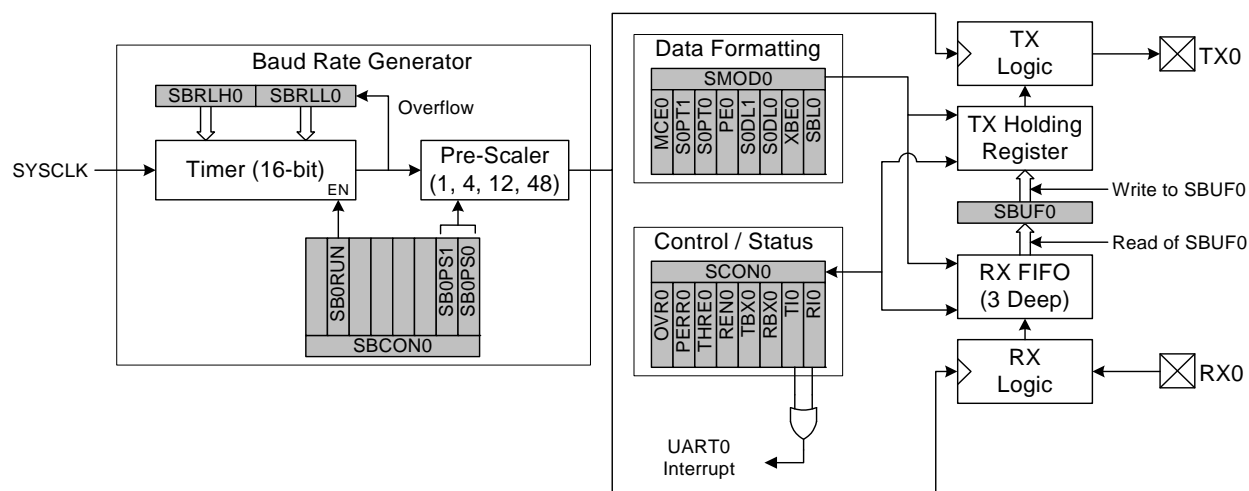 Baud Rate Generator
SBRLH0 SBRLL0
Overflow
SYSCLK
Timer (16-bit)
EN
Pre-Scaler
(1, 4, 12, 48)
SB0RUN
SB0PS1
SB0PS0
SBCON0
Data Formatting
SMOD0
MCE0
S0PT1
S0PT0
PE0
S0DL1
S0DL0
XBE0
SBL0
Control / Status
SCON0
OVR0
PERR0
THRE0
REN0
TBX0
RBX0
TI0
RI0
UART0
Interrupt
TX
Logic
TX0
TX Holding
Register
Write to SBUF0
SBUF0
Read of SBUF0
RX FIFO
(3 Deep)
RX
Logic
RX0